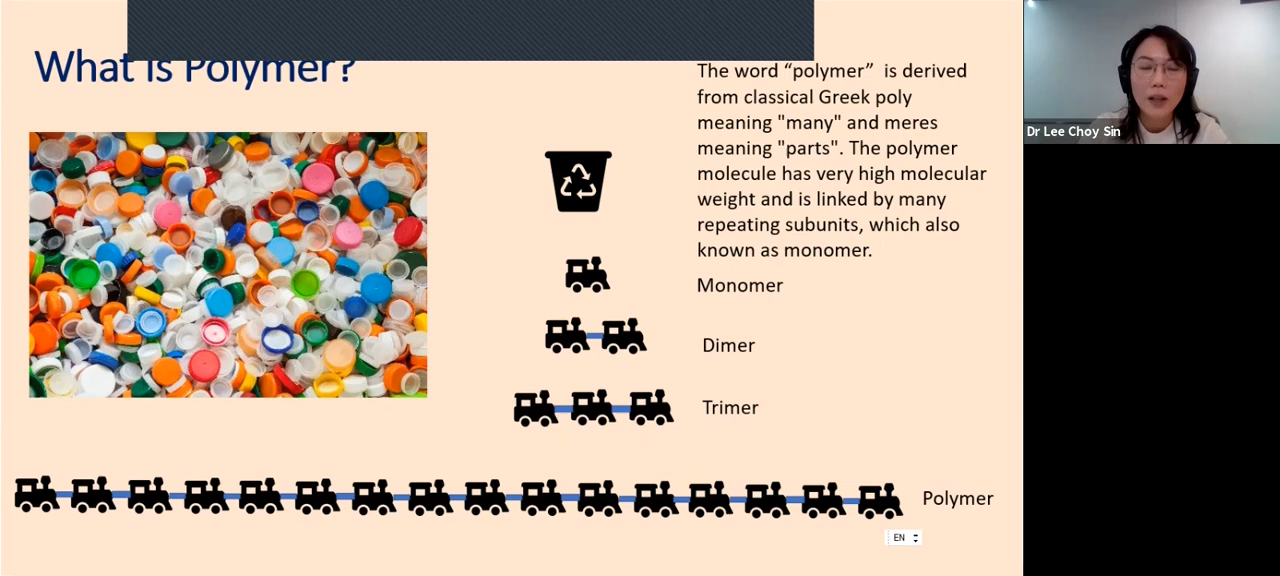 What is Polymer?
The word “polymer”  is derived
from classical Greek poly
meaning "many" and meres
meaning "parts". The polymer
molecule has very high molecular
weight and is linked by many
repeating subunits, which also
known as monomer.
Monomer
Dimer
Trimer
Polymer
EN
Dr Lee Choy Sin